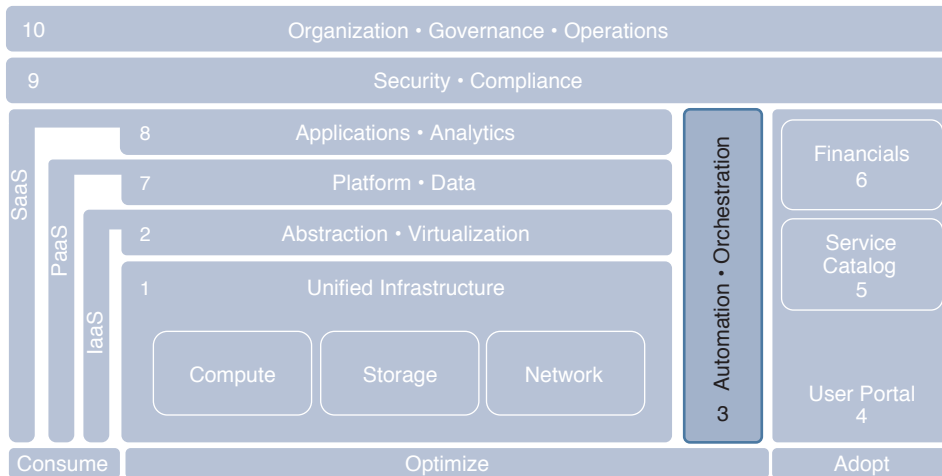 10 Organization • Governance • Operations
9 Security • Compliance
8 Applications • Analytics
7 Platform • Data
2 Abstraction • Virtualization
1 Unified Infrastructure
Compute Storage Network
SaaS
PaaS
IaaS
3 Automation • Orchestration
Financials
6
Service
Catalog
5
User Portal
4
Consume Optimize Adopt